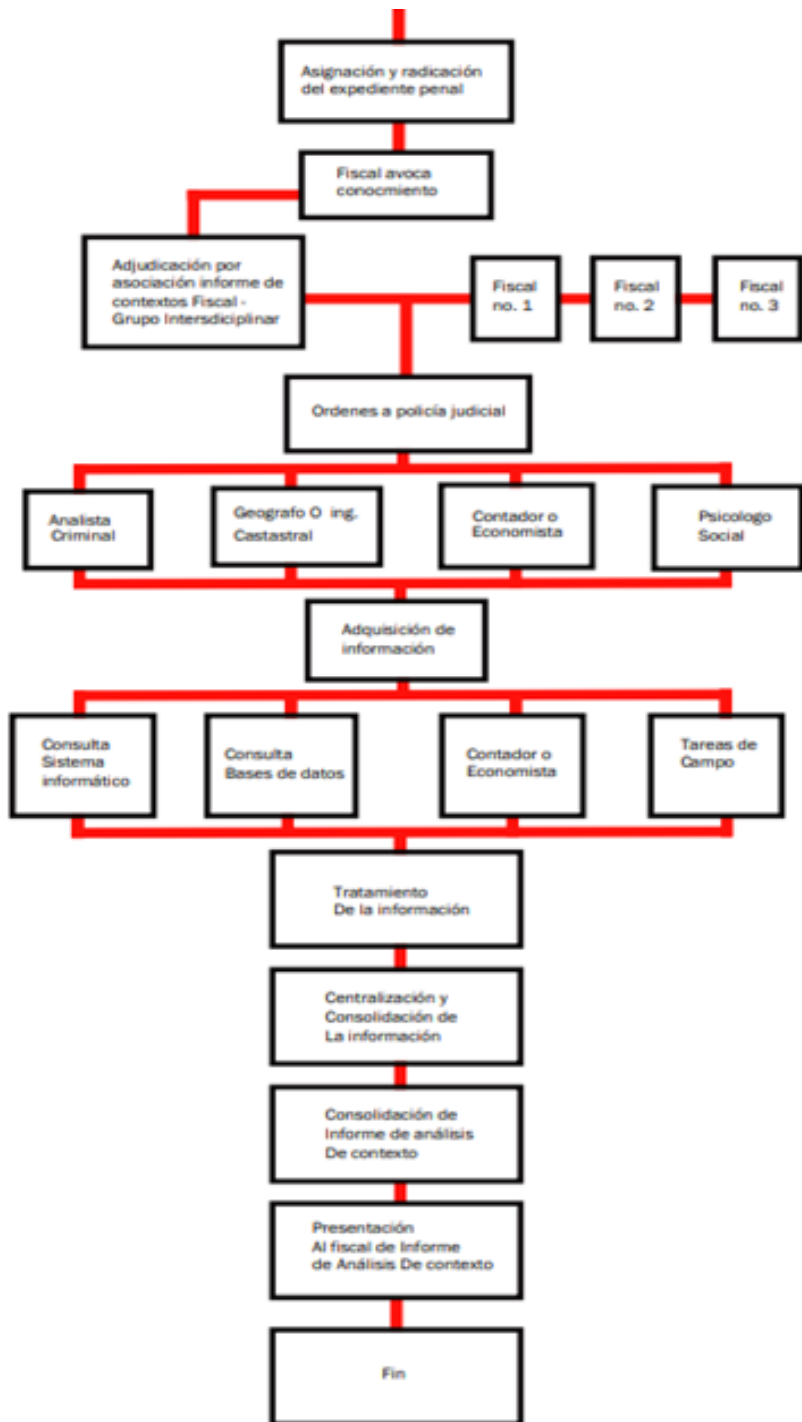 Asignación y radicación
del expediente penal
Fiscal avoca
conocmiento
Adjudicación por
asociación informe de
contextos Fiscal -
Grupo Intersdiciplinar
Fiscal
no. 1
Fiscal
no. 2
Fiscal
no. 3
Ordenes a policía judicial
Analista
Criminal
Geografo O ing.
Castastral
Contador o
Economista
Psicologo
Social
Adquisición de
información
Consulta
Sistema
informático
Consulta
Bases de datos
Contador o
Economista
Tareas de
Campo
Tratamiento
De la información
Centralización y
Consolidación de
La información
Consolidación de
Informe de análisis
De contexto
Presentación
Al fiscal de Informe
de Análisis De contexto
Fin